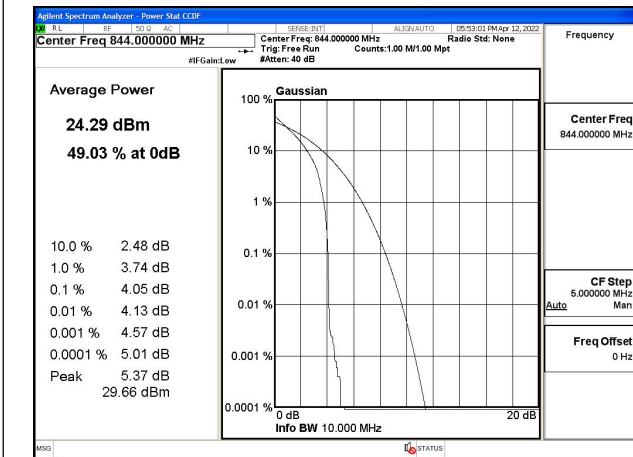 Agilent Spectrum Analyzer - Power Stat CCDF
RL RF 50 Ω AC SENSE:INT ALIGN AUTO 05:53:01 PM Apr 12, 2022
Center Freq 844.000000 MHz
Center Freq: 844.000000 MHz Radio Std: None
Trig: Free Run Counts:1.00 M/1.00 Mpt
#IFGain:Low #Atten: 40 dB
Frequency
Average Power
24.29 dBm
49.03 % at 0dB
10.0 % 2.48 dB
1.0 % 3.74 dB
0.1 % 4.05 dB
0.01 % 4.13 dB
0.001 % 4.57 dB
0.0001 % 5.01 dB
Peak 5.37 dB
29.66 dBm
Gaussian
100 %
10 %
1 %
0.1 %
0.01 %
0.001 %
0.0001 %
0 dB 20 dB
Info BW 10.000 MHz
Center Freq
844.000000 MHz
CF Step
5.000000 MHz
Auto Man
Freq Offset
0 Hz
MSG STATUS